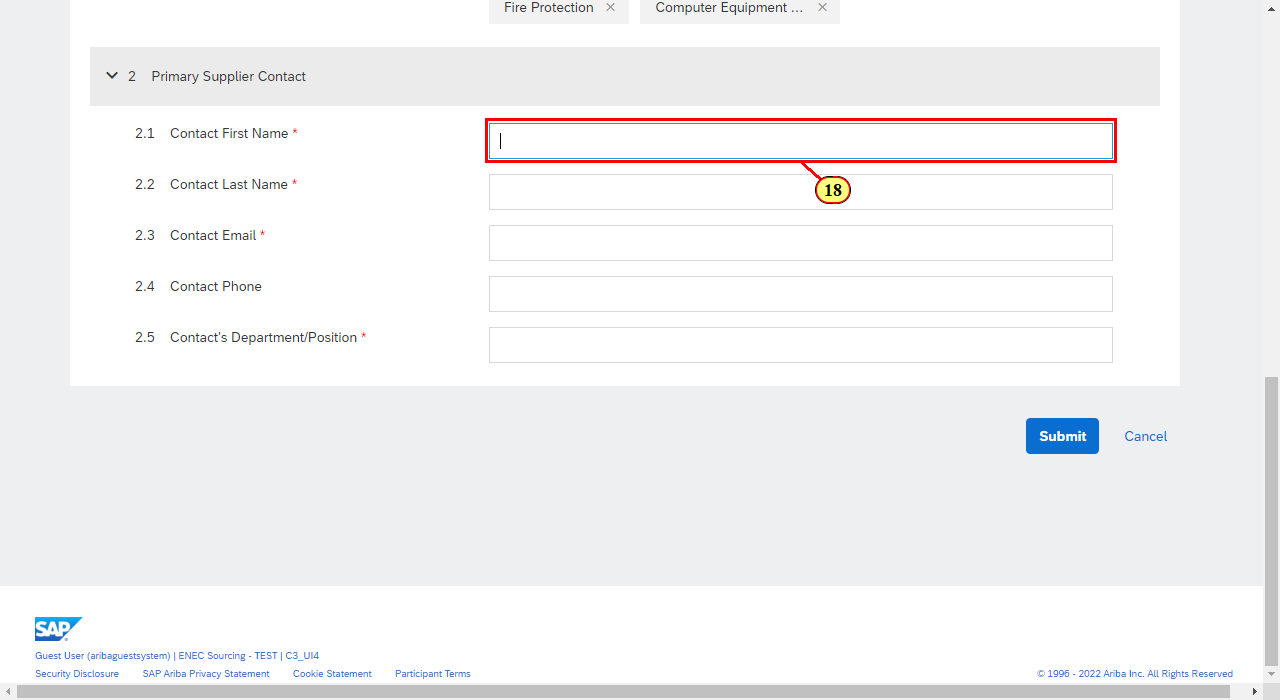 Fire Protection × Computer Equipment ... ×
2 Primary Supplier Contact
2.1 Contact First Name *
18
2.2 Contact Last Name *
2.3 Contact Email *
2.4 Contact Phone
2.5 Contact's Department/Position *
Submit Cancel
SAP
Guest User (aribaguestsystem) | ENEC Sourcing - TEST | C3_UI4
Security Disclosure SAP Ariba Privacy Statement Cookie Statement Participant Terms © 1996 - 2022 Ariba Inc. All Rights Reserved